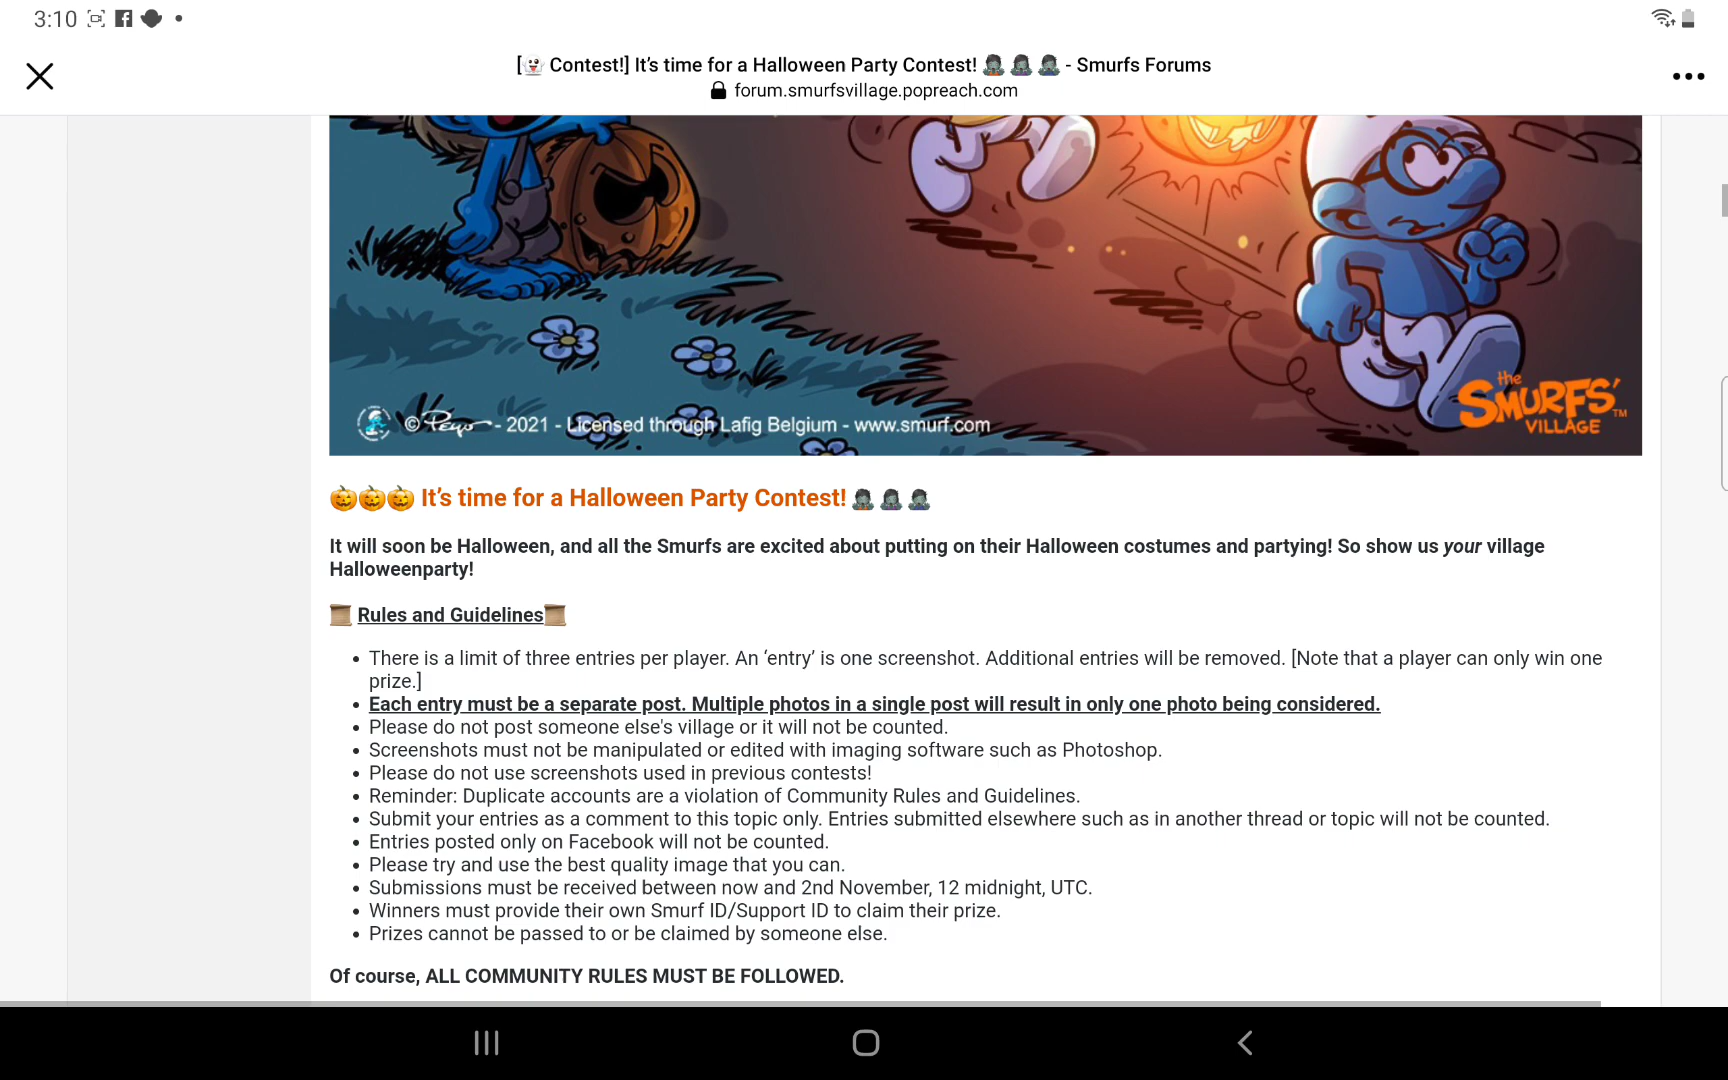 3:10
[👻 Contest!] It’s time for a Halloween Party Contest! 🧟🧟🧟 - Smurfs Forums
forum.smurfsvillage.popreach.com
the
SMURFS’
VILLAGE TM
© Peyo - 2021 - Licensed through Lafig Belgium - www.smurf.com
🎃🎃🎃 It’s time for a Halloween Party Contest! 🧟🧟🧟
It will soon be Halloween, and all the Smurfs are excited about putting on their Halloween costumes and partying! So show us your village
Halloweenparty!
📜 Rules and Guidelines📜
• There is a limit of three entries per player. An ‘entry’ is one screenshot. Additional entries will be removed. [Note that a player can only win one
prize.]
• Each entry must be a separate post. Multiple photos in a single post will result in only one photo being considered.
• Please do not post someone else's village or it will not be counted.
• Screenshots must not be manipulated or edited with imaging software such as Photoshop.
• Please do not use screenshots used in previous contests!
• Reminder: Duplicate accounts are a violation of Community Rules and Guidelines.
• Submit your entries as a comment to this topic only. Entries submitted elsewhere such as in another thread or topic will not be counted.
• Entries posted only on Facebook will not be counted.
• Please try and use the best quality image that you can.
• Submissions must be received between now and 2nd November, 12 midnight, UTC.
• Winners must provide their own Smurf ID/Support ID to claim their prize.
• Prizes cannot be passed to or be claimed by someone else.
Of course, ALL COMMUNITY RULES MUST BE FOLLOWED.